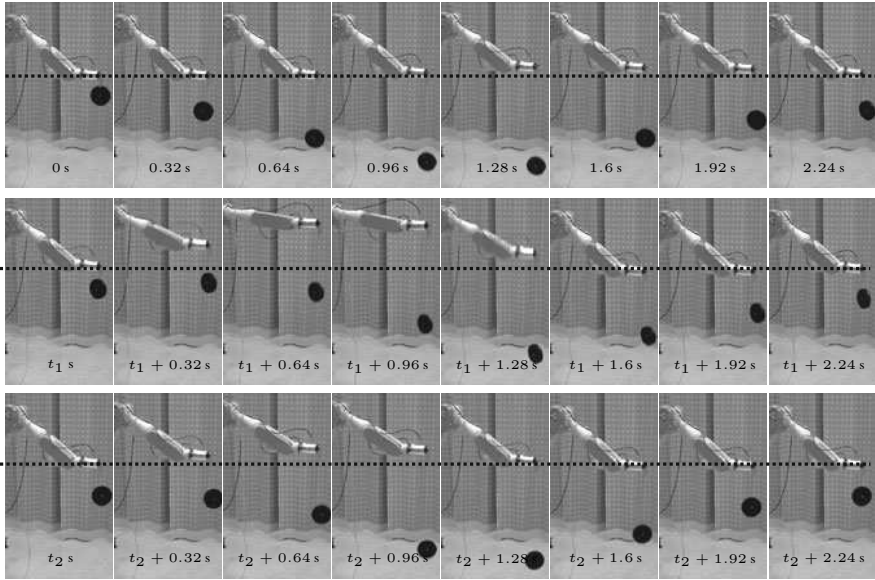 0 s 0.32 s 0.64 s 0.96 s 1.28 s 1.6 s 1.92 s 2.24 s
t₁ s t₁ + 0.32 s t₁ + 0.64 s t₁ + 0.96 s t₁ + 1.28 s t₁ + 1.6 s t₁ + 1.92 s t₁ + 2.24 s
t₂ s t₂ + 0.32 s t₂ + 0.64 s t₂ + 0.96 s t₂ + 1.28 s t₂ + 1.6 s t₂ + 1.92 s t₂ + 2.24 s